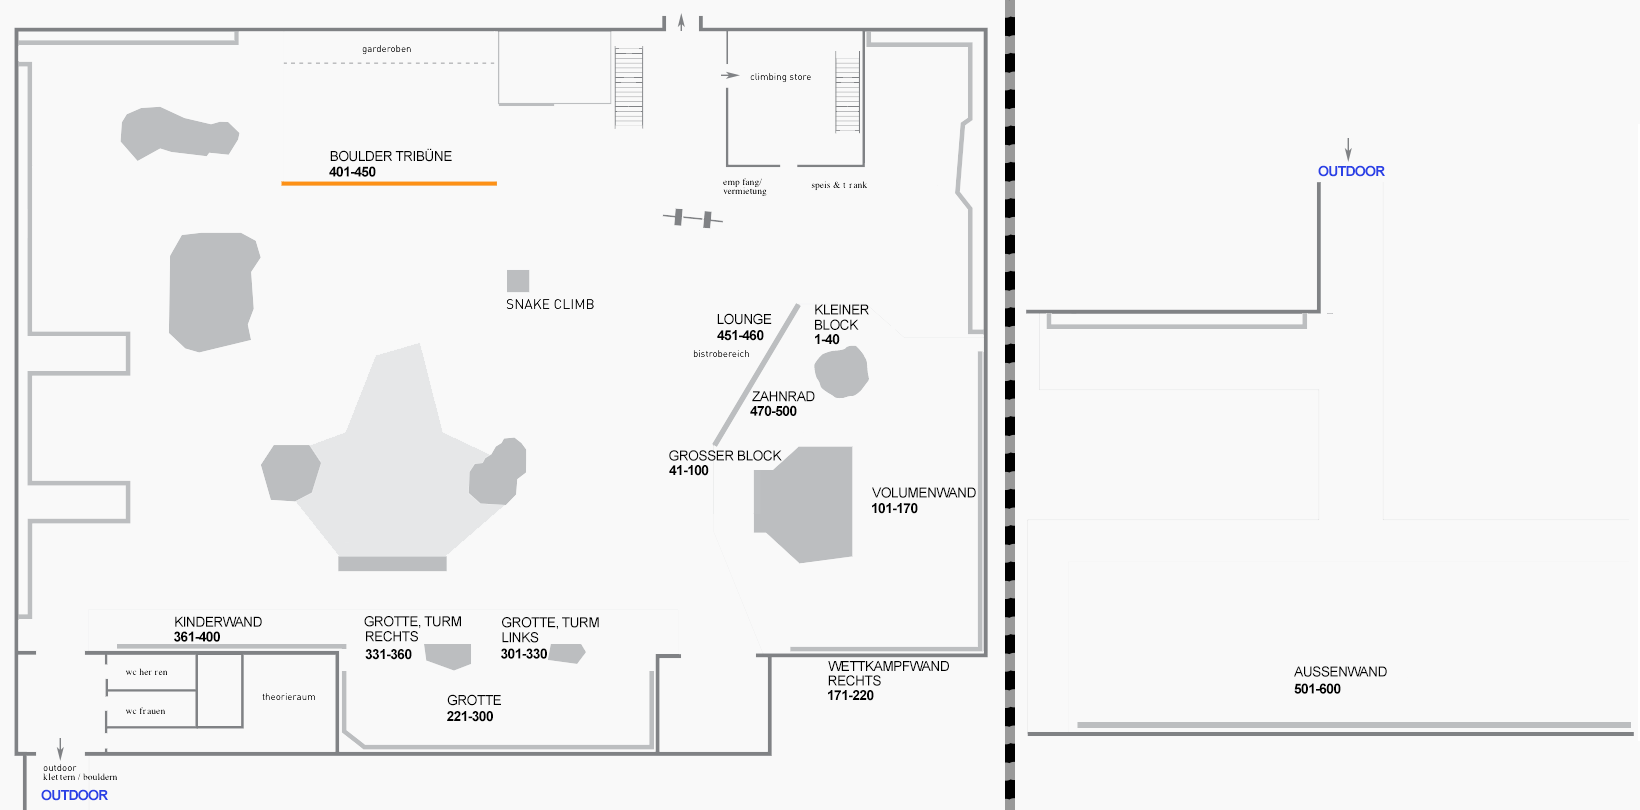 garderoben
climbing store
BOULDER TRIBÜNE
401-450
emp fang/
vermietung
speis & t rank
SNAKE CLIMB
LOUNGE
451-460
bistrobereich
KLEINER
BLOCK
1-40
ZAHNRAD
470-500
GROSSER BLOCK
41-100
VOLUMENWAND
101-170
KINDERWAND
361-400
GROTTE, TURM
RECHTS
331-360
GROTTE, TURM
LINKS
301-330
wc her ren
wc frauen
theorieraum
GROTTE
221-300
WETTKAMPFWAND
RECHTS
171-220
outdoor
klettern / bouldern
OUTDOOR
OUTDOOR
AUSSENWAND
501-600